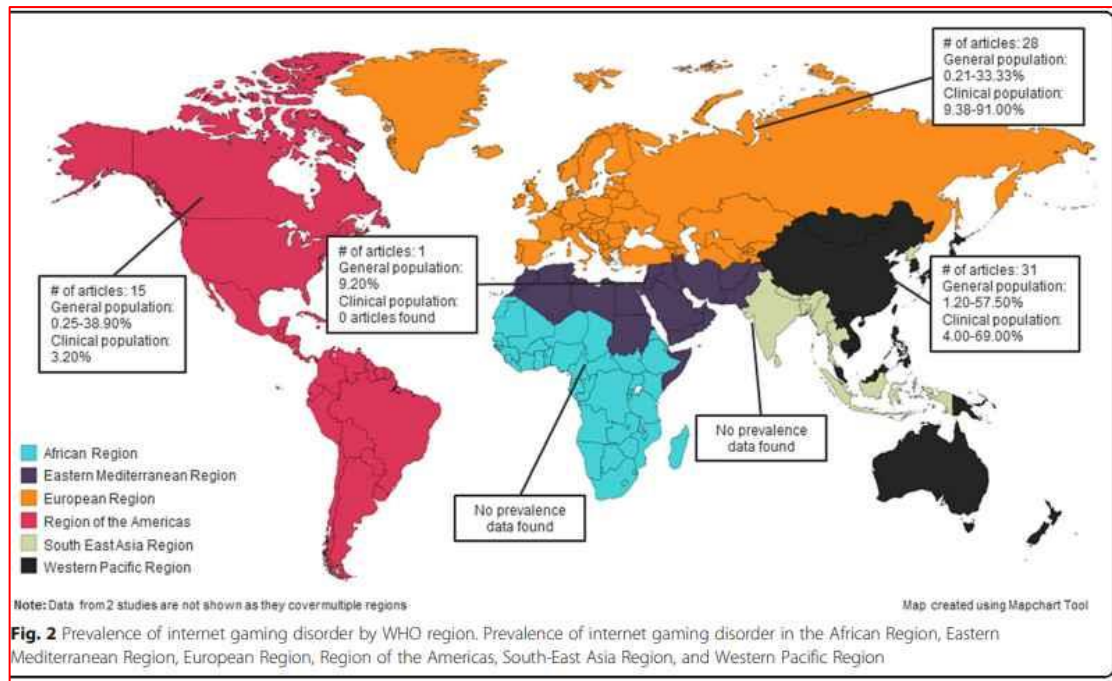 # of articles: 28
General population:
0.21-33.33%
Clinical population:
9.38-91.00%
# of articles: 1
General population:
9.20%
Clinical population:
0 articles found
# of articles: 15
General population:
0.25-38.90%
Clinical population:
3.20%
# of articles: 31
General population:
1.20-57.50%
Clinical population:
4.00-69.00%
No prevalence
data found
No prevalence
data found
African Region
Eastern Mediterranean Region
European Region
Region of the Americas
South East Asia Region
Western Pacific Region
Note: Data from 2 studies are not shown as they cover multiple regions
Map created using Mapchart Tool
Fig. 2 Prevalence of internet gaming disorder by WHO region. Prevalence of internet gaming disorder in the African Region, Eastern
Mediterranean Region, European Region, Region of the Americas, South-East Asia Region, and Western Pacific Region